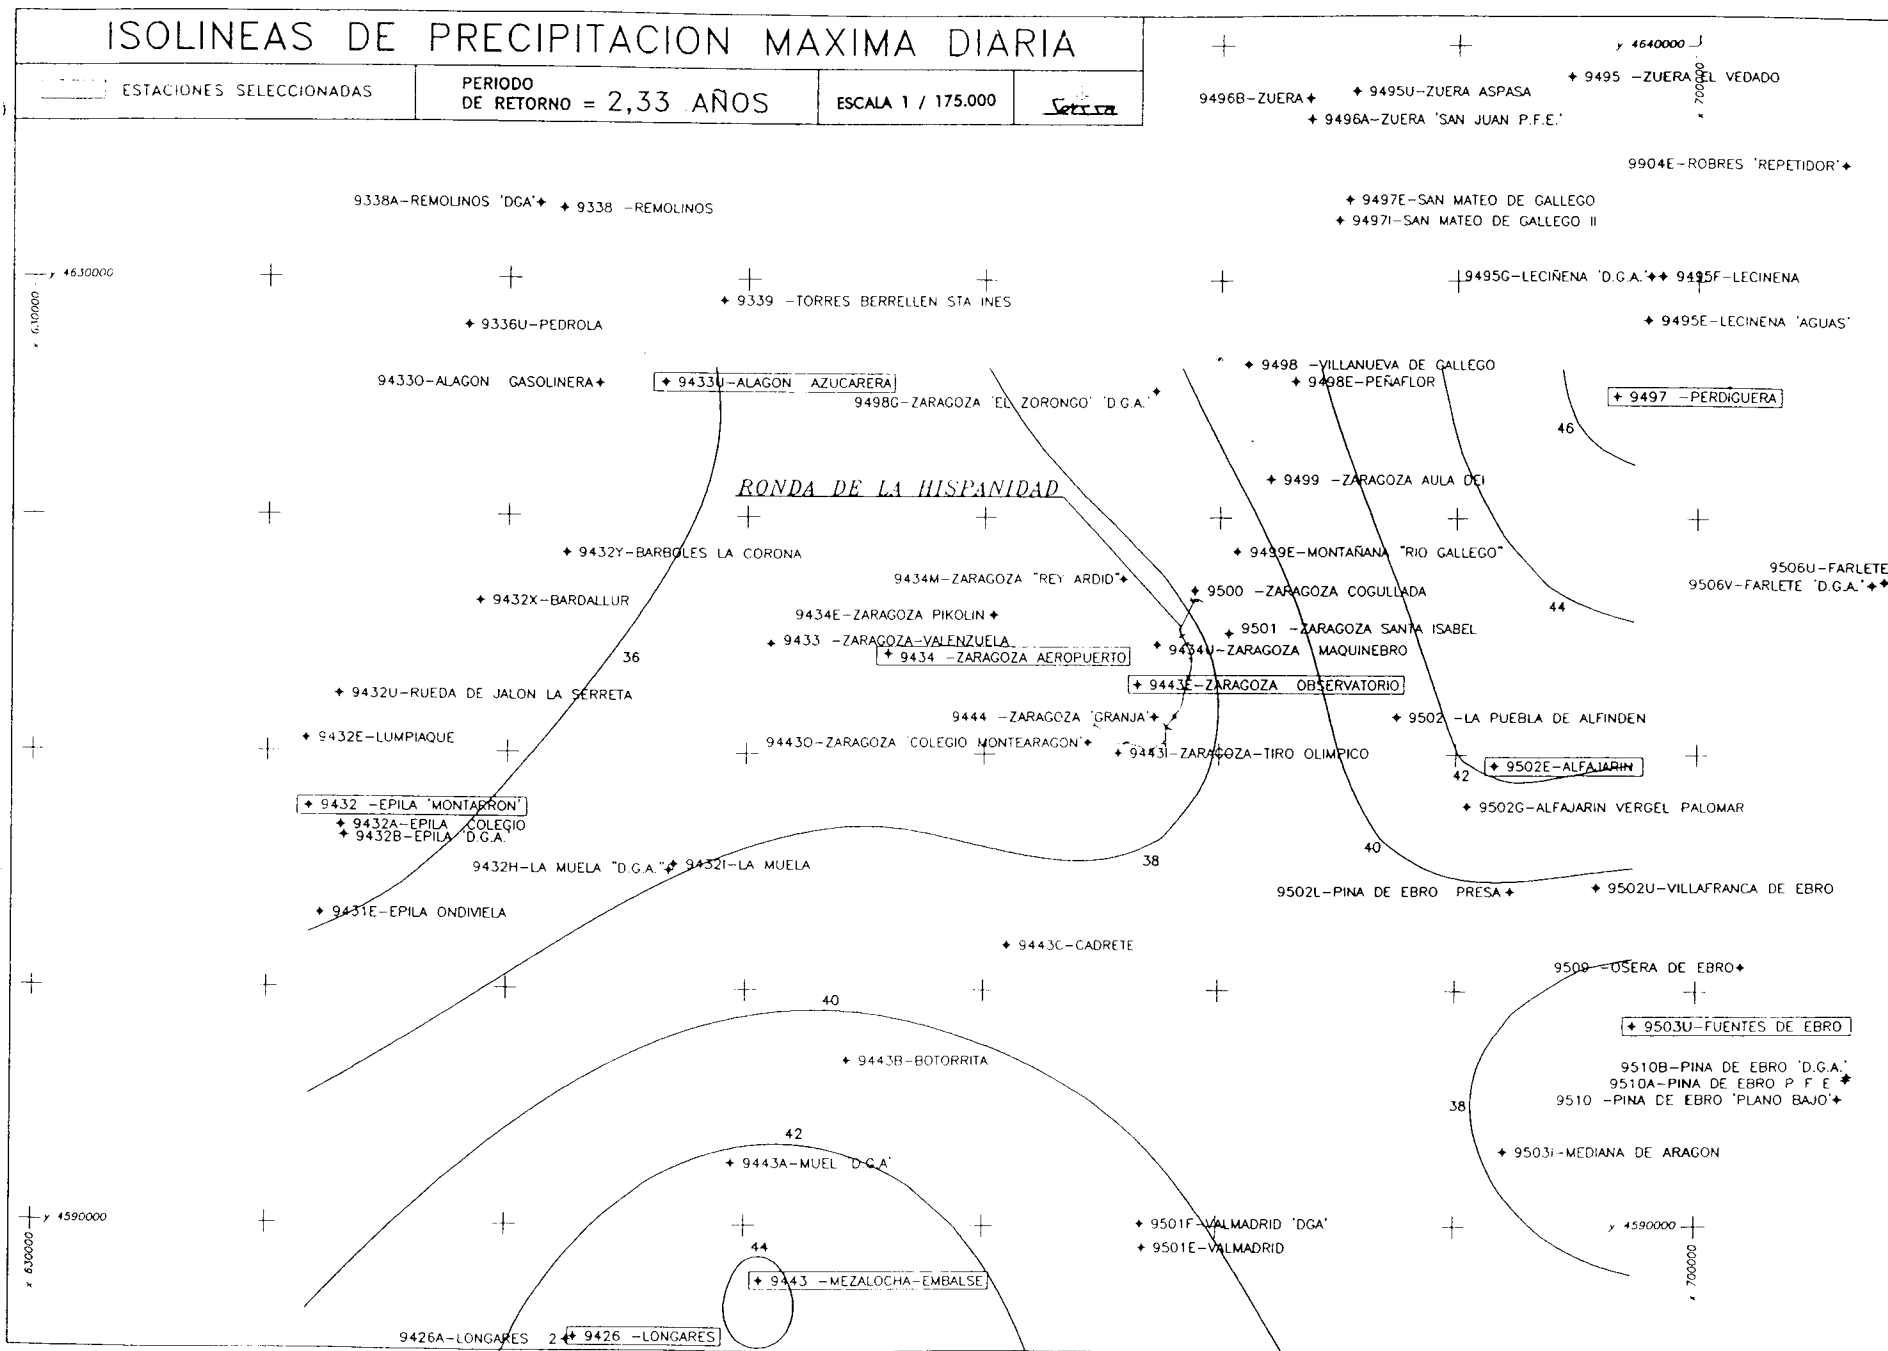 ISOLINEAS DE PRECIPITACION MAXIMA DIARIA
ESTACIONES SELECCIONADAS
PERIODO
DE RETORNO = 2,33 AÑOS
ESCALA 1 / 175.000
y 4640000
x 700000
9495 -ZUERA EL VEDADO
9496B-ZUERA
9495U-ZUERA ASPASA
9496A-ZUERA 'SAN JUAN P.F.E.'
9904E-ROBRES 'REPETIDOR'
9338A-REMOLINOS 'DGA'
9338 -REMOLINOS
9497E-SAN MATEO DE GALLEGO
9497I-SAN MATEO DE GALLEGO II
y 4630000
x 630000
9495G-LECIÑENA 'D.G.A.'
9495F-LECINENA
9339 -TORRES BERRELLEN STA INES
9336U-PEDROLA
9495E-LECINENA 'AGUAS'
9498 -VILLANUEVA DE GALLEGO
9433O-ALAGON GASOLINERA
9433U-ALAGON AZUCARERA
9498E-PEÑAFLOR
9498G-ZARAGOZA 'EL ZORONGO' 'D.G.A.'
9497 -PERDIGUERA
46
RONDA DE LA HISPANIDAD
9499 -ZARAGOZA AULA DEI
9432Y-BARBOLES LA CORONA
9499E-MONTAÑANA "RIO GALLEGO"
9506U-FARLETE
9434M-ZARAGOZA "REY ARDID"
9506V-FARLETE 'D.G.A.'
9432X-BARDALLUR
9500 -ZARAGOZA COGULLADA
44
9434E-ZARAGOZA PIKOLIN
9501 -ZARAGOZA SANTA ISABEL
9433 -ZARAGOZA-VALENZUELA
9434U-ZARAGOZA MAQUINEBRO
36
9434 -ZARAGOZA AEROPUERTO
9443E-ZARAGOZA OBSERVATORIO
9432U-RUEDA DE JALON LA SERRETA
9444 -ZARAGOZA 'GRANJA'
9502 -LA PUEBLA DE ALFINDEN
9432E-LUMPIAQUE
9443O-ZARAGOZA 'COLEGIO MONTEARAGON'
9443I-ZARAGOZA-TIRO OLIMPICO
9502E-ALFAJARIN
42
9432 -EPILA 'MONTARRON'
9502G-ALFAJARIN VERGEL PALOMAR
9432A-EPILA COLEGIO
9432B-EPILA 'D.G.A.'
40
38
9432H-LA MUELA "D.G.A."
9432I-LA MUELA
9502L-PINA DE EBRO PRESA
9502U-VILLAFRANCA DE EBRO
9431E-EPILA ONDIVIELA
9443C-CADRETE
9509 -OSERA DE EBRO
40
9503U-FUENTES DE EBRO
9443B-BOTORRITA
9510B-PINA DE EBRO 'D.G.A.'
9510A-PINA DE EBRO P F E
9510 -PINA DE EBRO 'PLANO BAJO'
38
42
9503I-MEDIANA DE ARAGON
9443A-MUEL 'D.G.A'
y 4590000
x 630000
9501F-VALMADRID 'DGA'
y 4590000
x 700000
9501E-VALMADRID
44
9443 -MEZALOCHA-EMBALSE
9426A-LONGARES 2
9426 -LONGARES